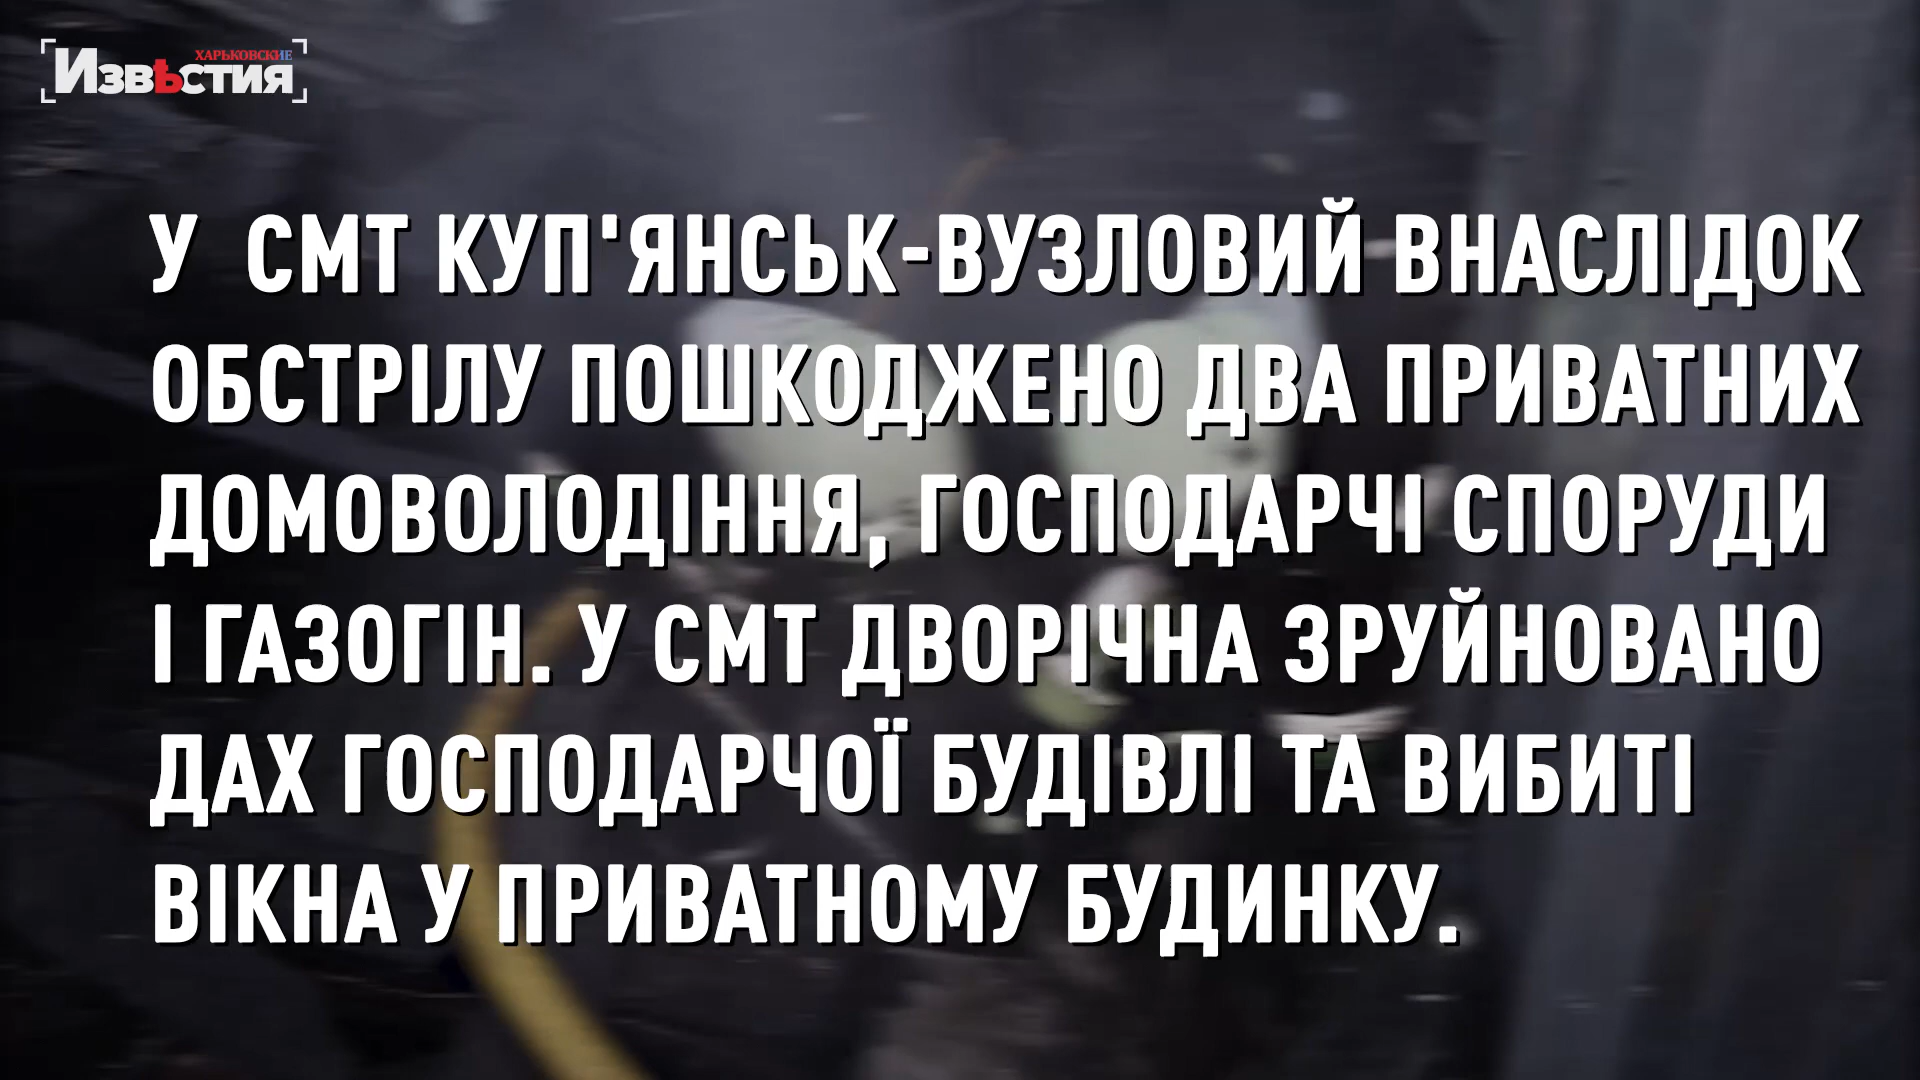 ХАРЬКОВСКИЕ
ИЗВѢСТИЯ
У СМТ КУП'ЯНСЬК-ВУЗЛОВИЙ ВНАСЛІДОК
ОБСТРІЛУ ПОШКОДЖЕНО ДВА ПРИВАТНИХ
ДОМОВОЛОДІННЯ, ГОСПОДАРЧІ СПОРУДИ
І ГАЗОГІН. У СМТ ДВОРІЧНА ЗРУЙНОВАНО
ДАХ ГОСПОДАРЧОЇ БУДІВЛІ ТА ВИБИТІ
ВІКНА У ПРИВАТНОМУ БУДИНКУ.